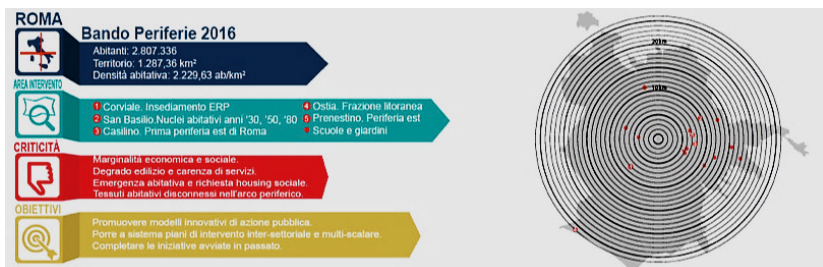 ROMA
Bando Periferie 2016
Abitanti: 2.807.336
Territorio: 1.287,36 km²
Densità abitativa: 2.229,63 ab/km²
AREA INTERVENTO
1 Corviale. Insediamento ERP
2 San Basilio.Nuclei abitativi anni '30, '50, '80
3 Casilino. Prima periferia est di Roma
4 Ostia. Frazione litoranea
5 Prenestino. Periferia est
Scuole e giardini
CRITICITÀ
Marginalità economica e sociale.
Degrado edilizio e carenza di servizi.
Emergenza abitativa e richiesta housing sociale.
Tessuti abitativi disconnessi nell'arco periferico.
OBIETTIVI
Promuovere modelli innovativi di azione pubblica.
Porre a sistema piani di intervento inter-settoriale e multi-scalare.
Completare le iniziative avviate in passato.
20km
10km